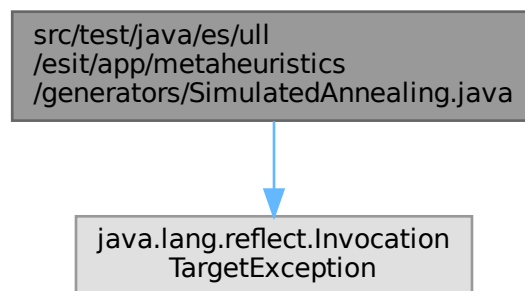 src/test/java/es/ull
/esit/app/metaheuristics
/generators/SimulatedAnnealing.java
java.lang.reflect.Invocation
TargetException